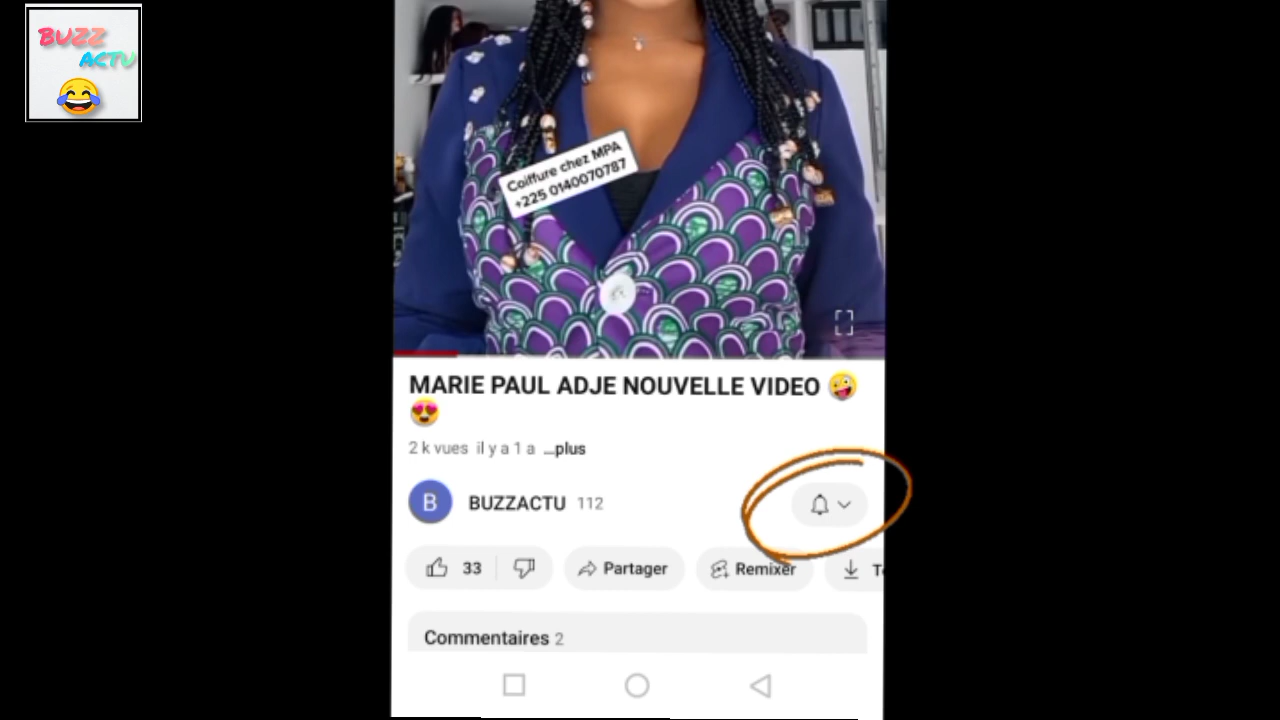 BUZZ
ACTU
Coiffure chez MPA
+225 0140070787
MARIE PAUL ADJE NOUVELLE VIDEO 🤪
😍
2 k vues il y a 1 a ...plus
B BUZZACTU 112
33 Partager Remixer T
Commentaires 2